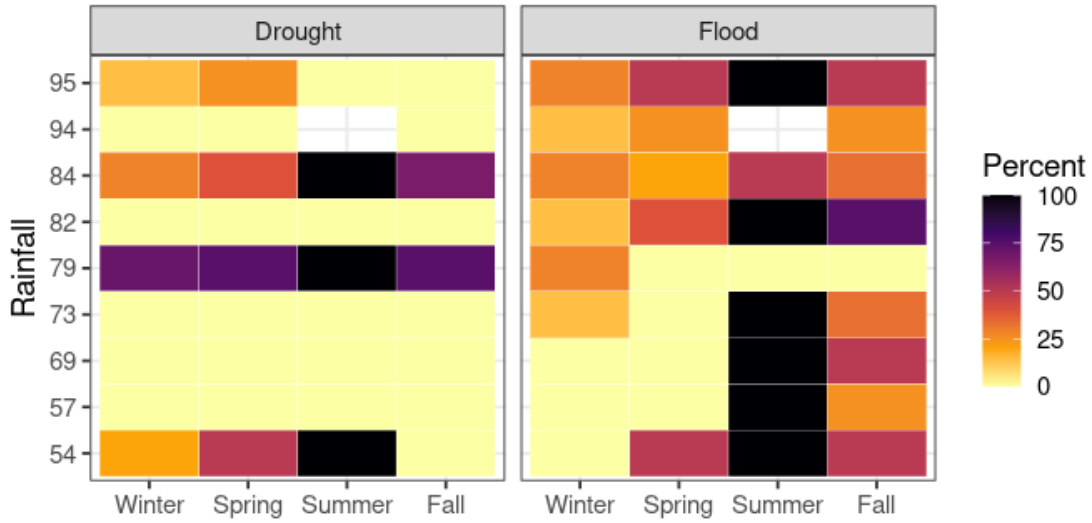 Drought
Flood
Rainfall
95
94
84
82
79
73
69
57
54
Winter Spring Summer Fall
Winter Spring Summer Fall
Percent
100
75
50
25
0